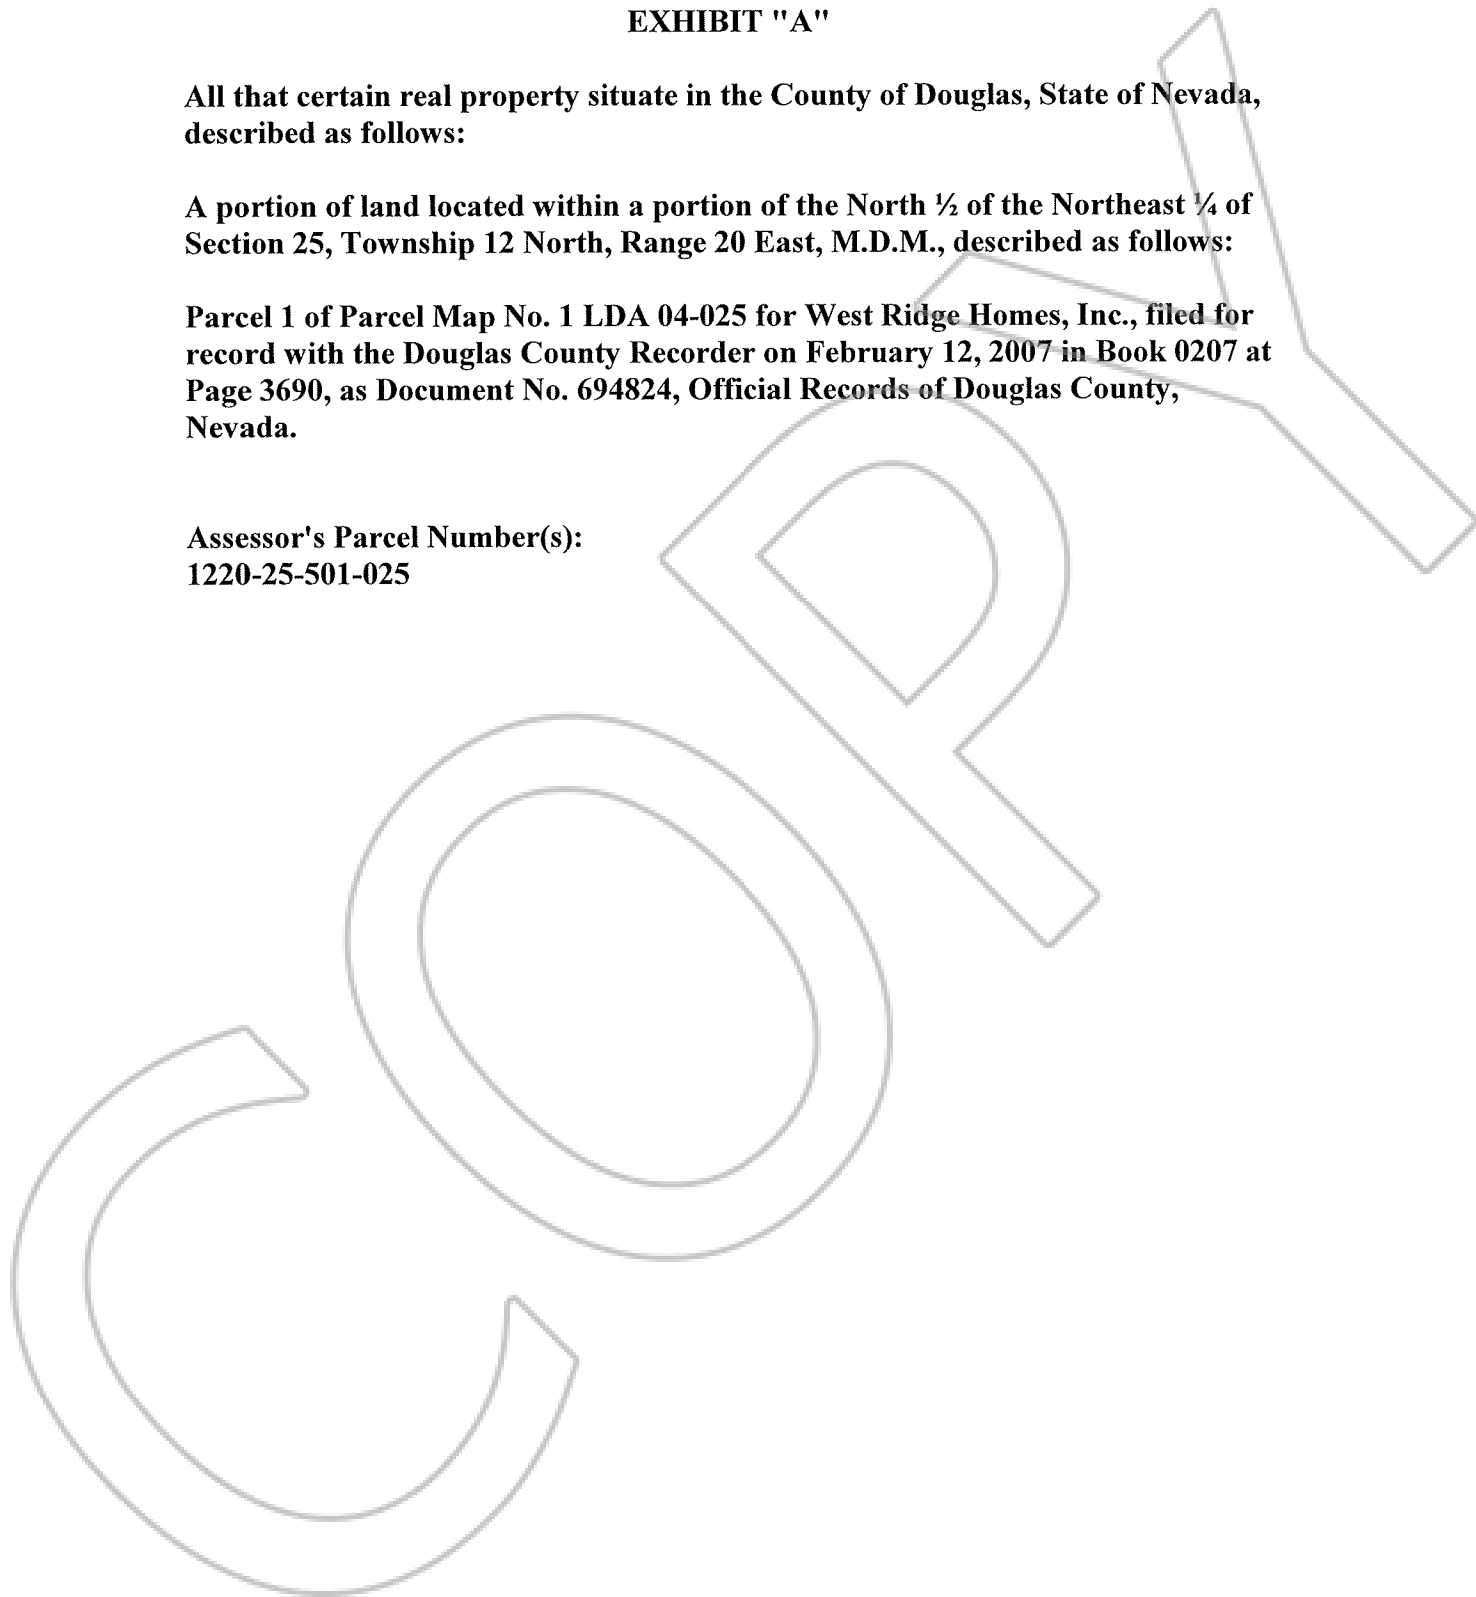 EXHIBIT "A"
All that certain real property situate in the County of Douglas, State of Nevada,
described as follows:
A portion of land located within a portion of the North ½ of the Northeast ¼ of
Section 25, Township 12 North, Range 20 East, M.D.M., described as follows:
Parcel 1 of Parcel Map No. 1 LDA 04-025 for West Ridge Homes, Inc., filed for
record with the Douglas County Recorder on February 12, 2007 in Book 0207 at
Page 3690, as Document No. 694824, Official Records of Douglas County,
Nevada.
Assessor's Parcel Number(s):
1220-25-501-025
COPY